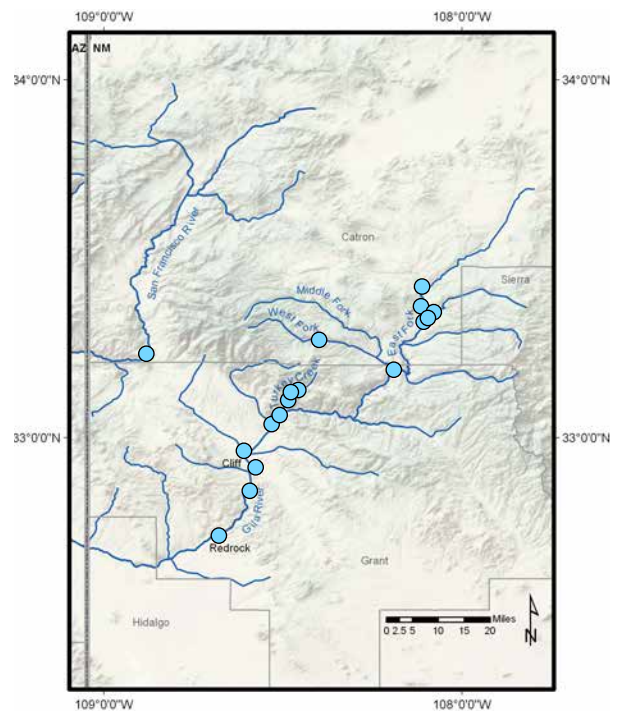 109°0'0"W 108°0'0"W
AZ NM
34°0'0"N 34°0'0"N
San Francisco River
Catron
Sierra
Middle Fork
West Fork
East Fork
Turkey Creek
33°0'0"N 33°0'0"N
Cliff
Gila River
Redrock
Grant
Hidalgo
Miles
0 2.5 5 10 15 20
N
109°0'0"W 108°0'0"W